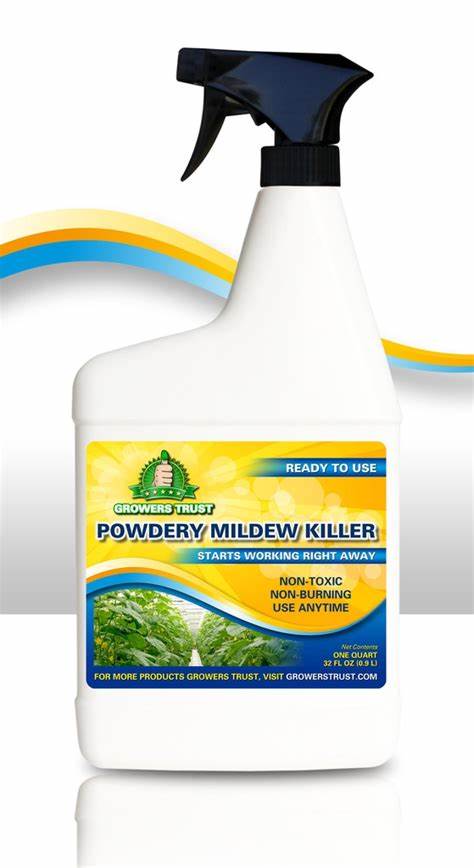 READY TO USE
GROWERS TRUST
POWDERY MILDEW KILLER
STARTS WORKING RIGHT AWAY
NON-TOXIC
NON-BURNING
USE ANYTIME
Net Contents
ONE QUART
32 FL OZ (0.9 L)
FOR MORE PRODUCTS GROWERS TRUST, VISIT GROWERSTRUST.COM